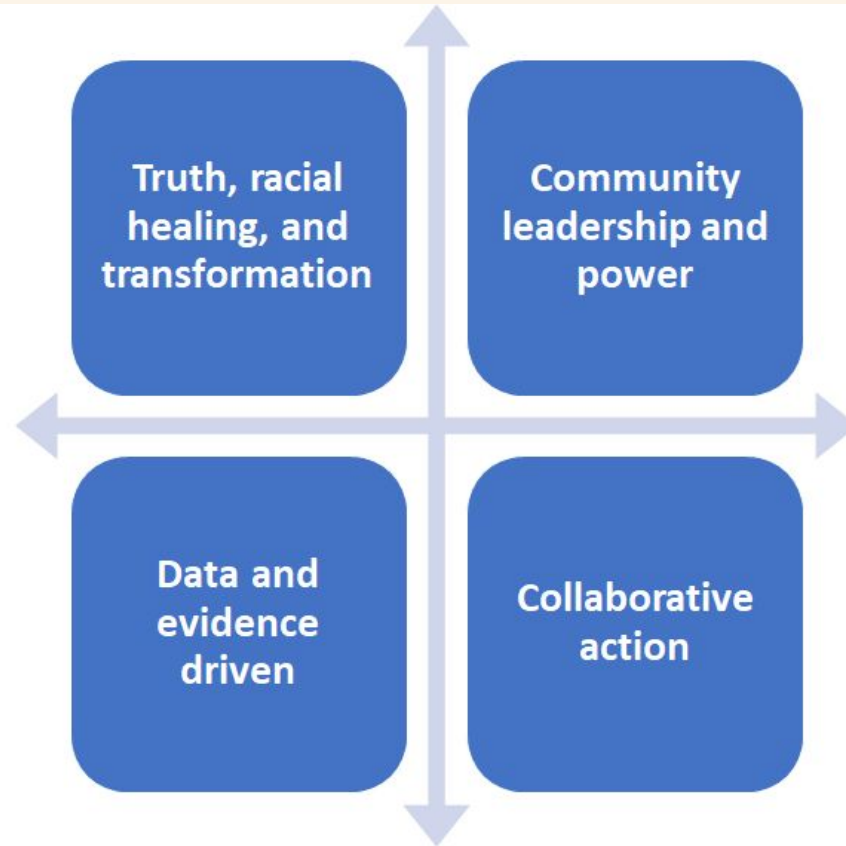 Truth, racial
healing, and
transformation
Community
leadership and
power
Data and
evidence
driven
Collaborative
action